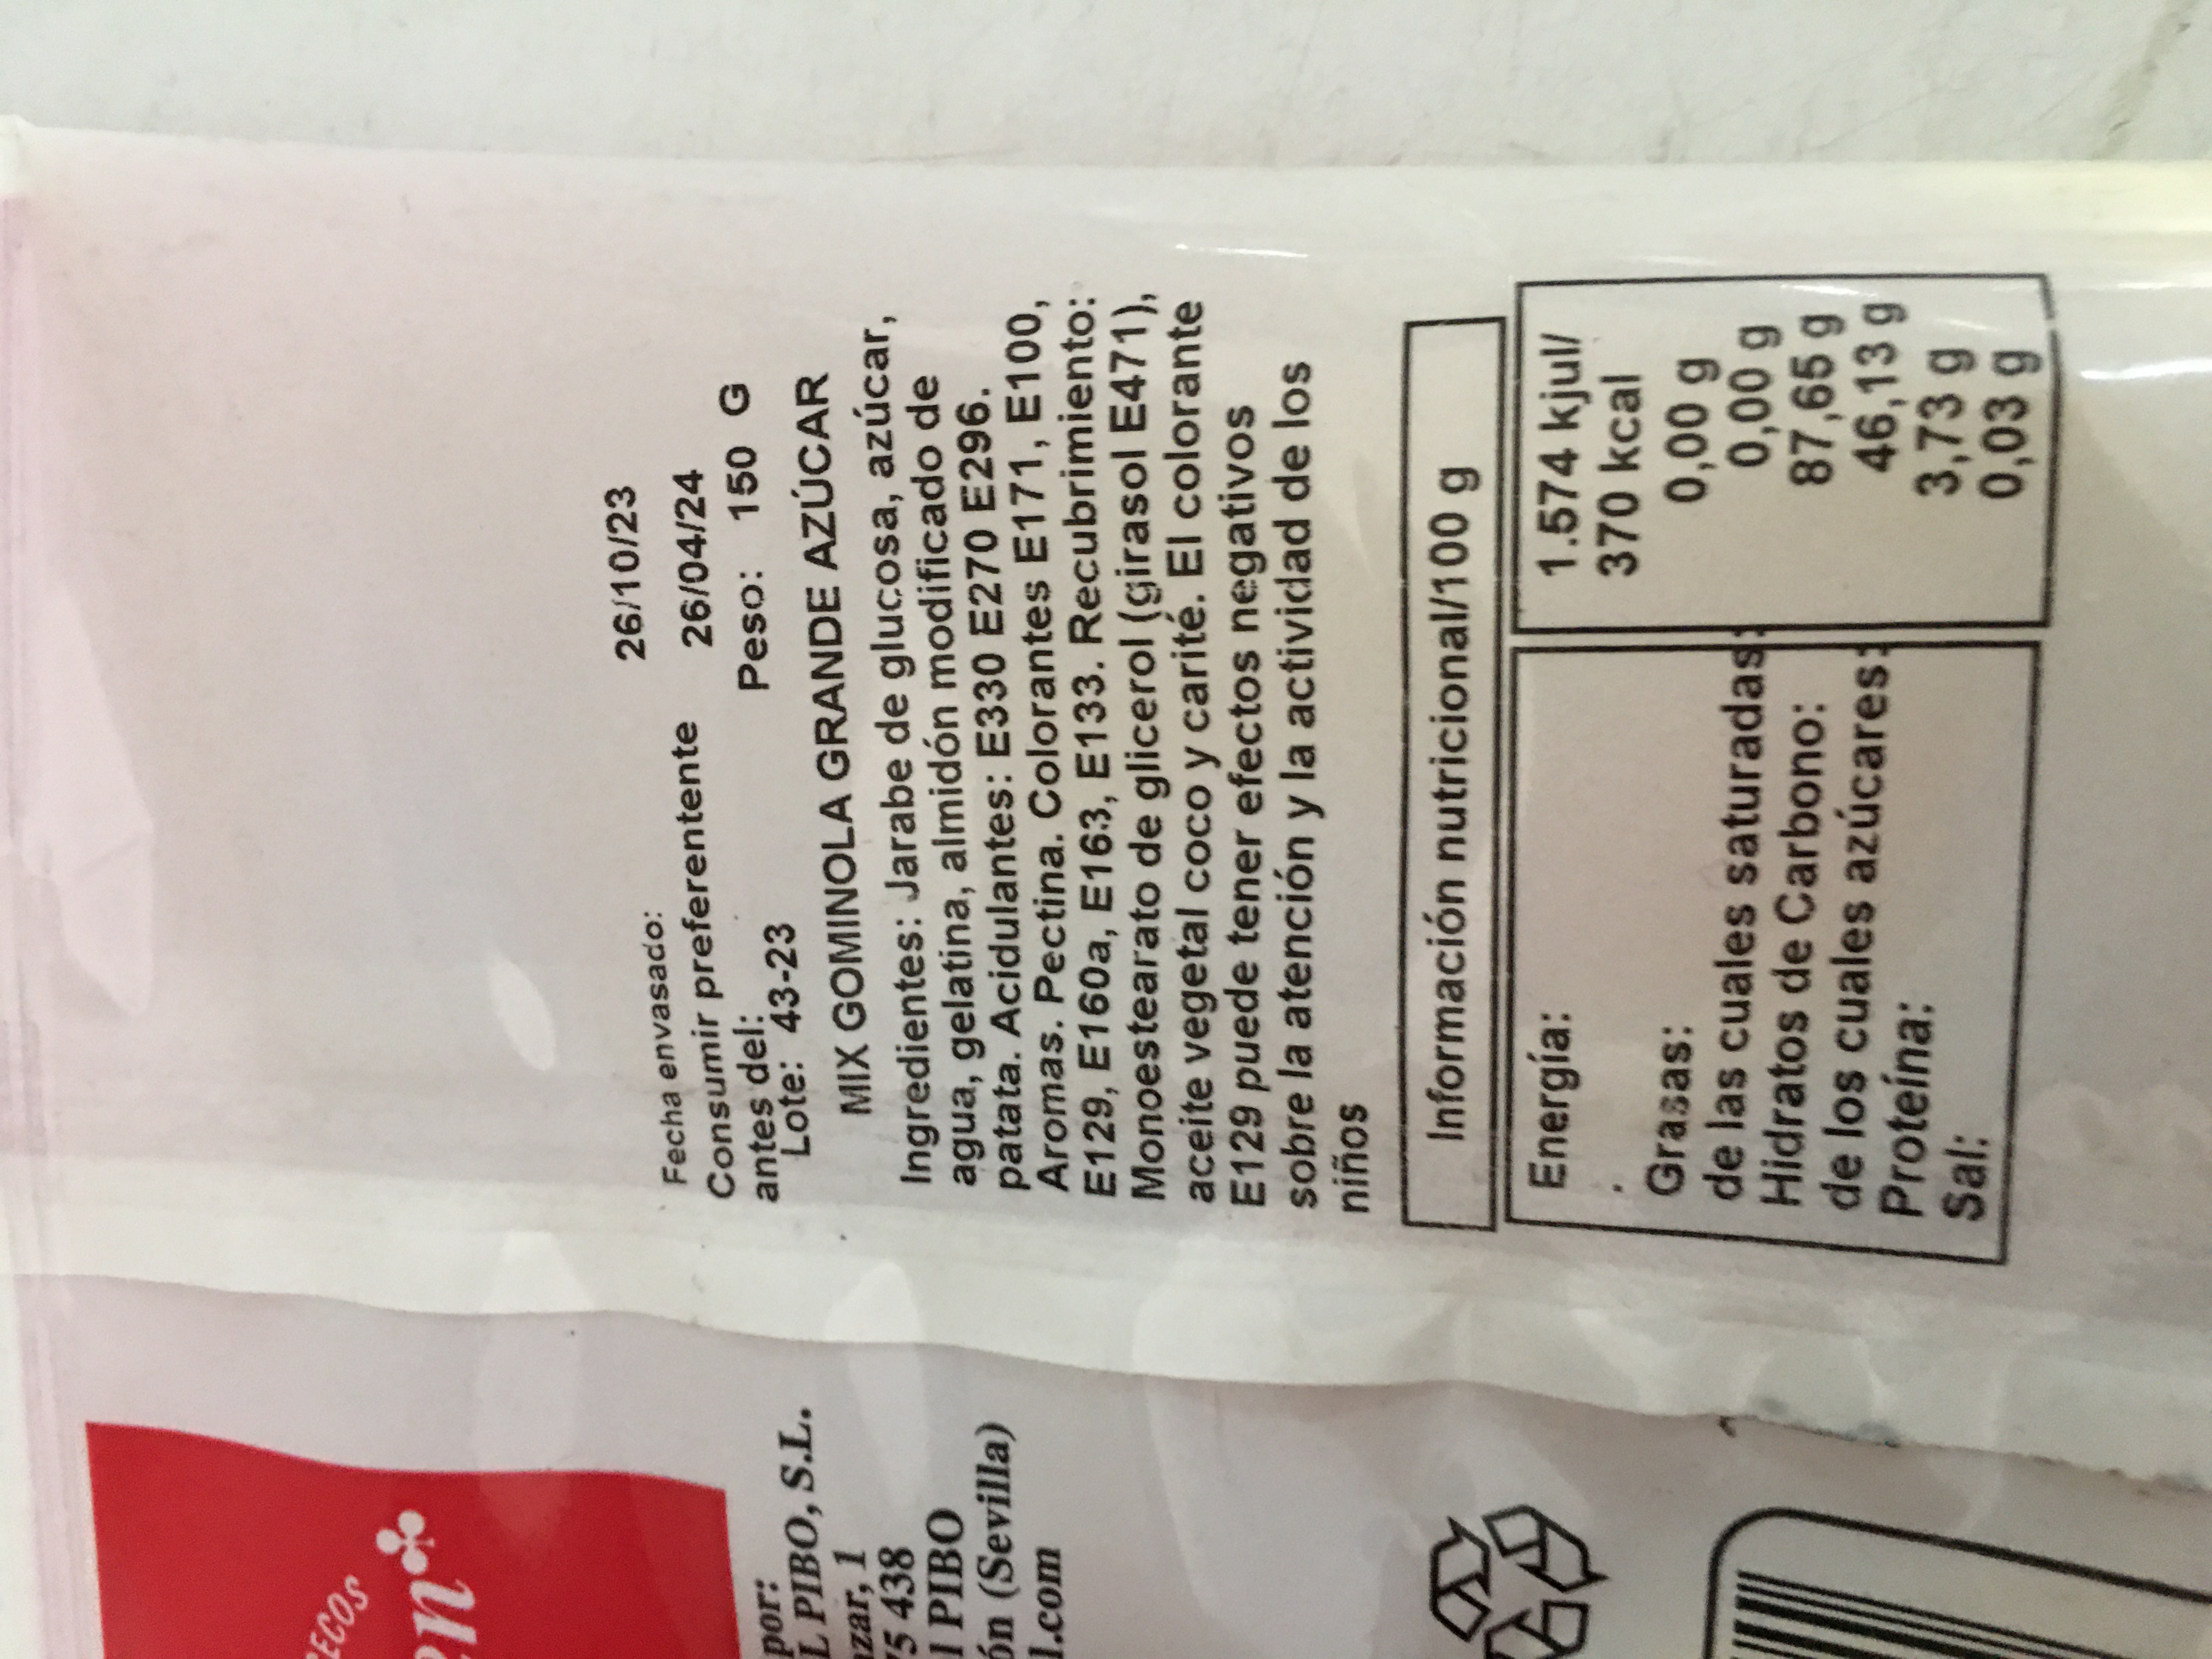 ECOS
en
por:
L PIBO, S.L.
zar, 1
75 438
l PIBO
ón (Sevilla)
l.com
Fecha envasado: 26/10/23
Consumir preferentente
antes del: 26/04/24
Lote: 43-23 Peso: 150 G
MIX GOMINOLA GRANDE AZÚCAR
Ingredientes: Jarabe de glucosa, azúcar,
agua, gelatina, almidón modificado de
patata. Acidulantes: E330 E270 E296.
Aromas. Pectina. Colorantes E171, E100,
E129, E160a, E163, E133. Recubrimiento:
Monoestearato de glicerol (girasol E471),
aceite vegetal coco y carité. El colorante
E129 puede tener efectos negativos
sobre la atención y la actividad de los
niños
Información nutricional/100 g
Energía: 1.574 kjul/
. 370 kcal
Grasas: 0,00 g
de las cuales saturadas: 0,00 g
Hidratos de Carbono: 87,65 g
de los cuales azúcares: 46,13 g
Proteína: 3,73 g
Sal: 0,03 g